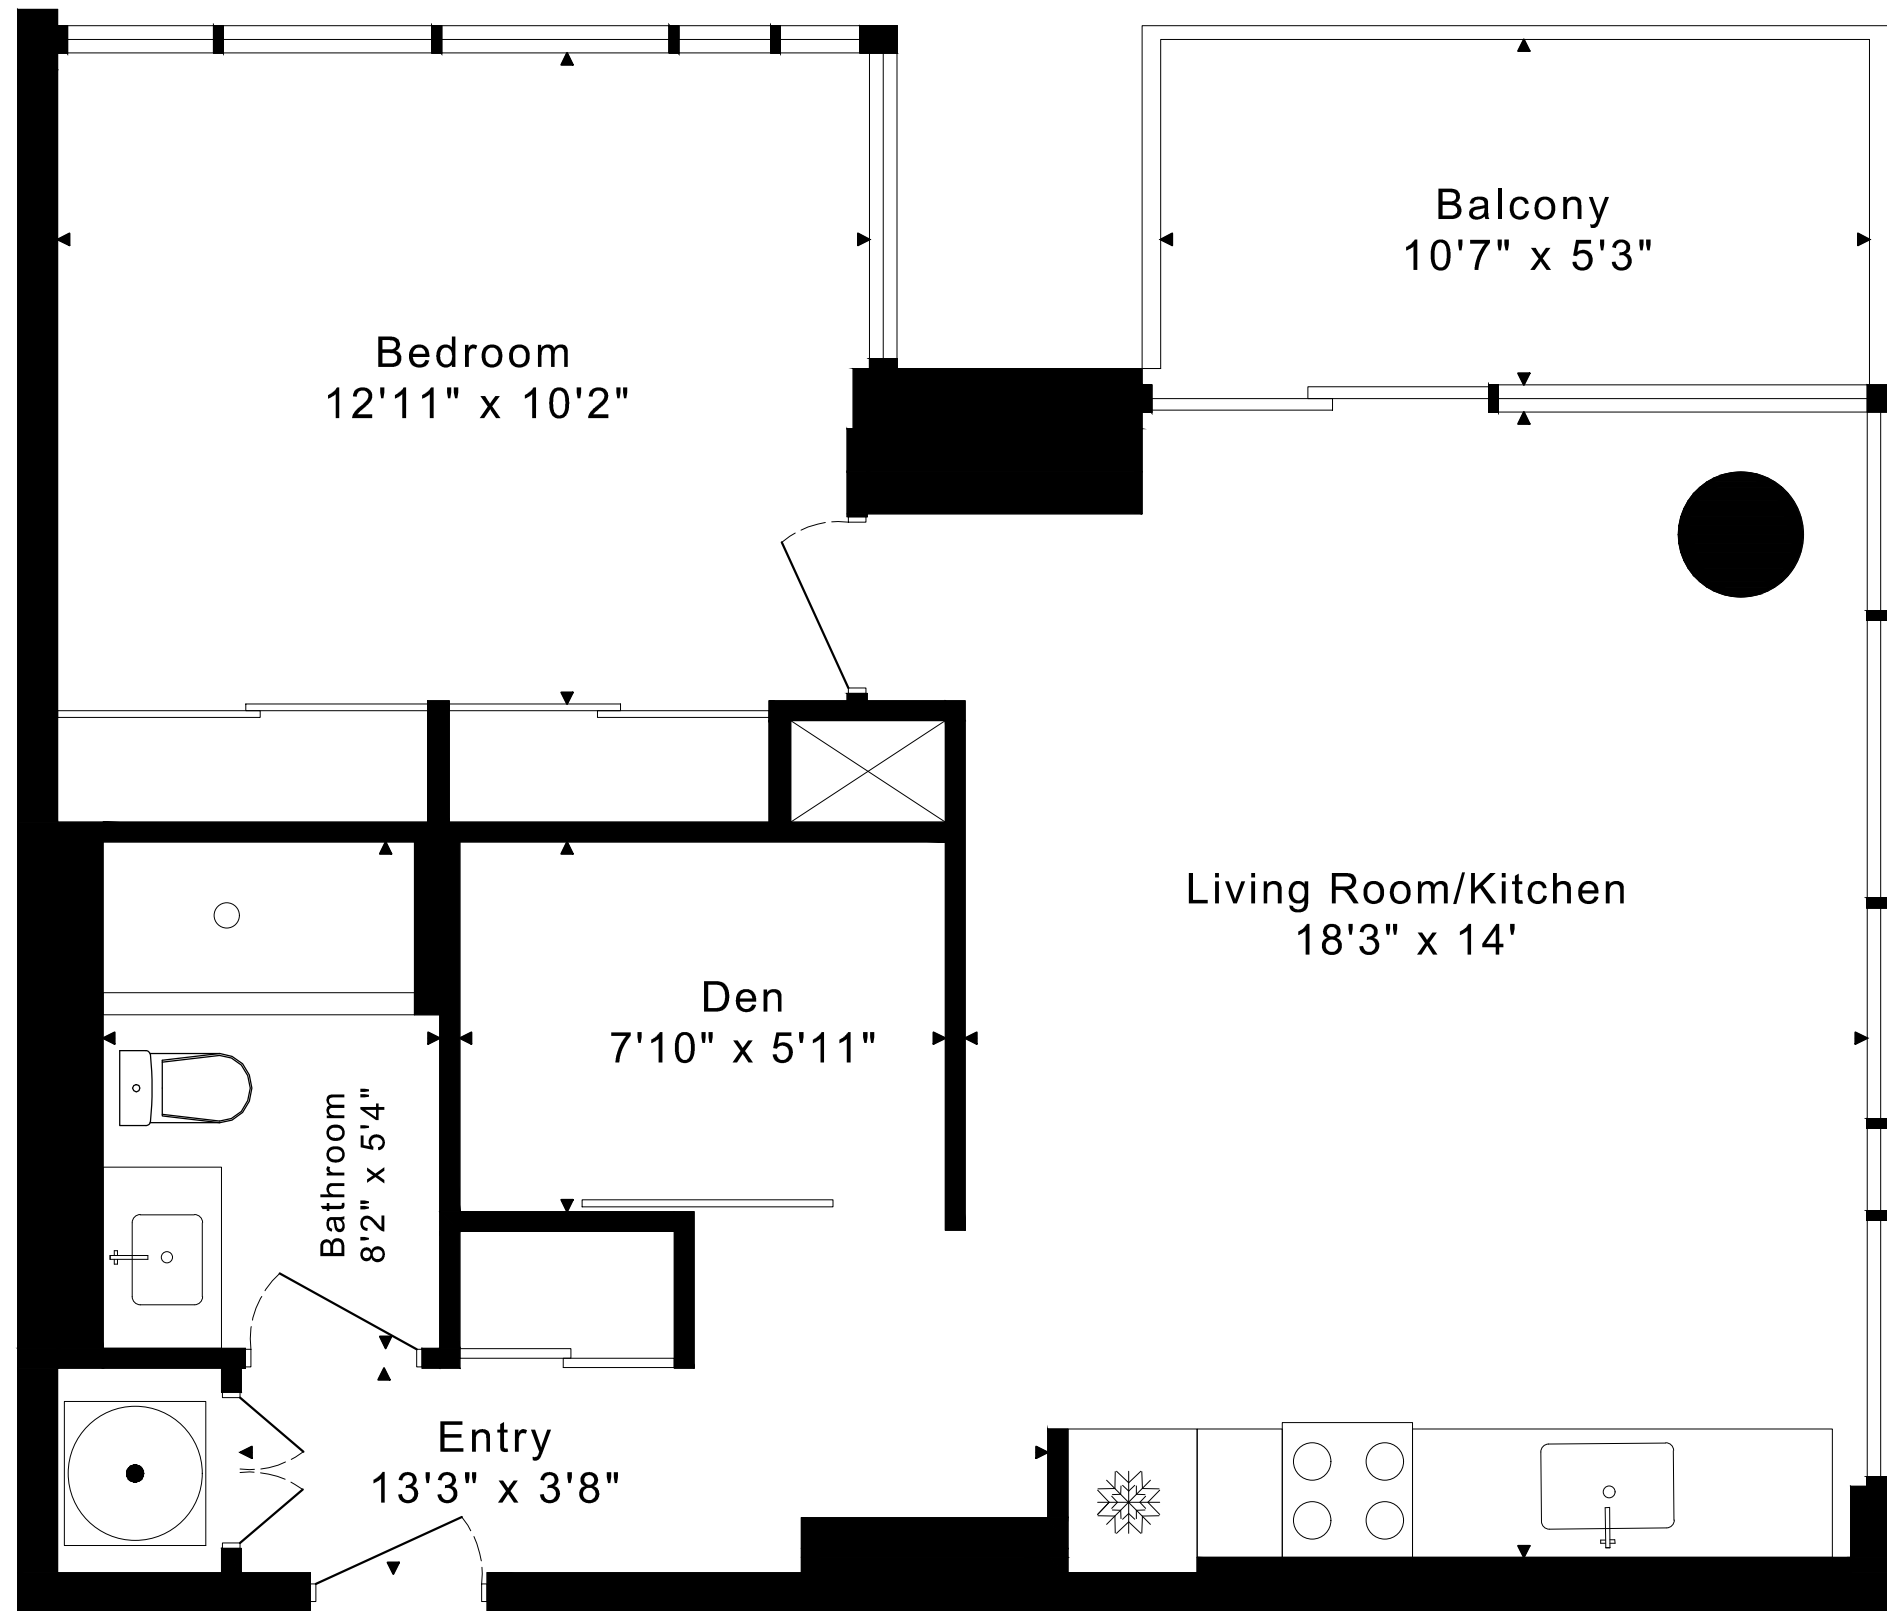 Balcony
10'7" x 5'3"
Bedroom
12'11" x 10'2"
Living Room/Kitchen
18'3" x 14'
Den
7'10" x 5'11"
Bathroom
8'2" x 5'4"
Entry
13'3" x 3'8"